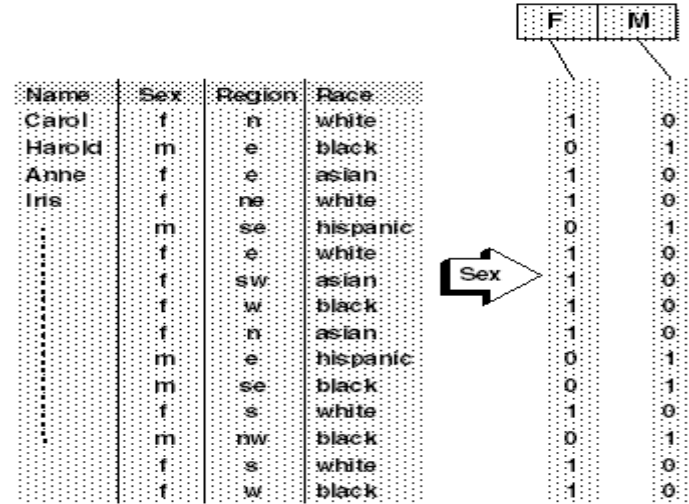 F M
Name Sex Region Race
Carol f n white 1 0
Harold m e black 0 1
Anne f e asian 1 0
Iris f ne white 1 0
m se hispanic 0 1
f e white 1 0
Sex
f sw asian 1 0
f w black 1 0
f n asian 1 0
m e hispanic 0 1
m se black 0 1
f s white 1 0
m nw black 0 1
f s white 1 0
f w black 1 0